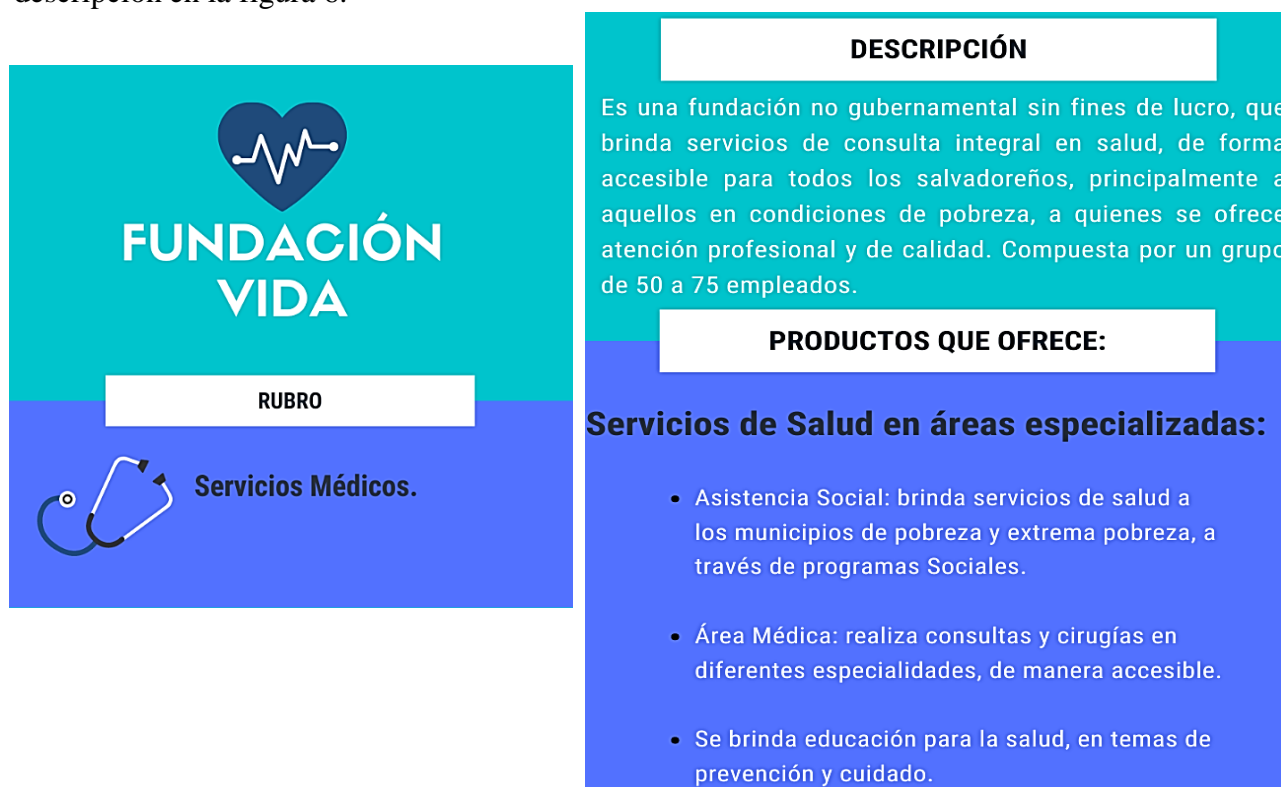 descripción en la figura 6.
FUNDACIÓN
VIDA
RUBRO
Servicios Médicos.
DESCRIPCIÓN
Es una fundación no gubernamental sin fines de lucro, que
brinda servicios de consulta integral en salud, de forma
accesible para todos los salvadoreños, principalmente a
aquellos en condiciones de pobreza, a quienes se ofrece
atención profesional y de calidad. Compuesta por un grupo
de 50 a 75 empleados.
PRODUCTOS QUE OFRECE:
Servicios de Salud en áreas especializadas:
• Asistencia Social: brinda servicios de salud a
los municipios de pobreza y extrema pobreza, a
través de programas Sociales.
• Área Médica: realiza consultas y cirugías en
diferentes especialidades, de manera accesible.
• Se brinda educación para la salud, en temas de
prevención y cuidado.